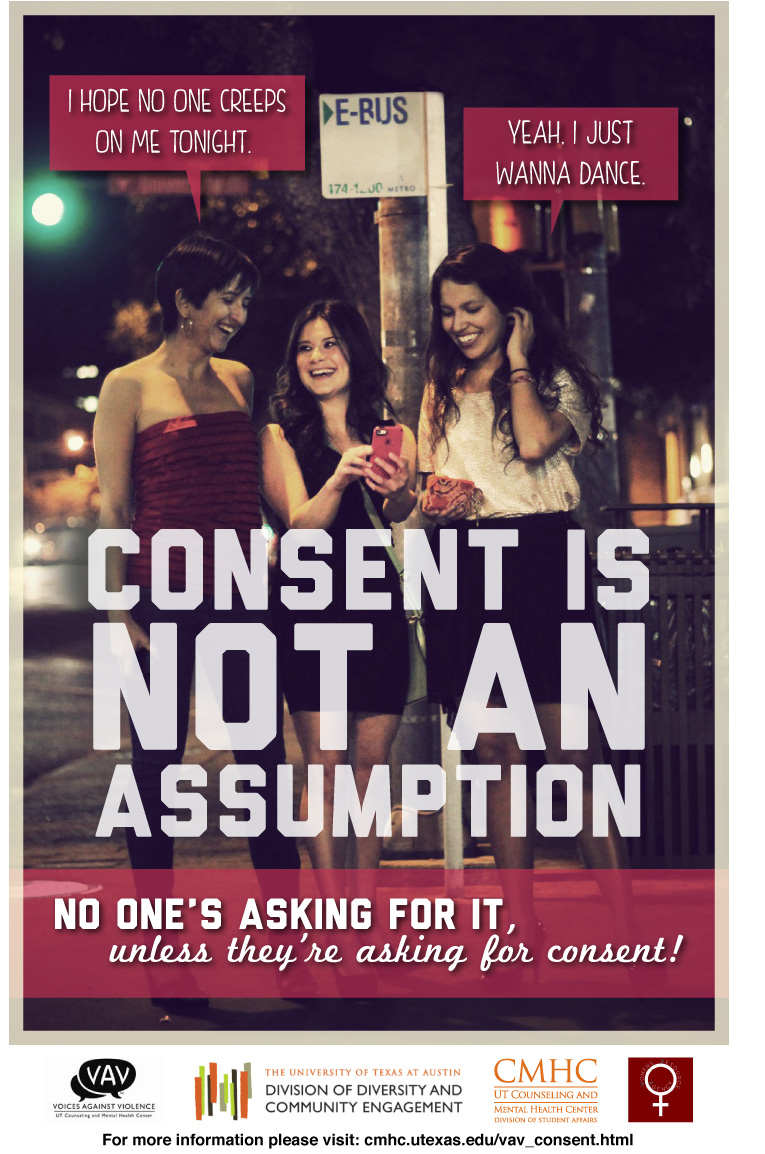 I HOPE NO ONE CREEPS
ON ME TONIGHT.
E-BUS
METRO
YEAH, I JUST
WANNA DANCE.
CONSENT IS
NOT AN
ASSUMPTION
NO ONE'S ASKING FOR IT,
unless they're asking for consent!
VAV
VOICES AGAINST VIOLENCE
UT Counseling and Mental Health Center
THE UNIVERSITY OF TEXAS AT AUSTIN
DIVISION OF DIVERSITY AND
COMMUNITY ENGAGEMENT
CMHC
UT COUNSELING AND
MENTAL HEALTH CENTER
DIVISION OF STUDENT AFFAIRS
For more information please visit: cmhc.utexas.edu/vav_consent.html